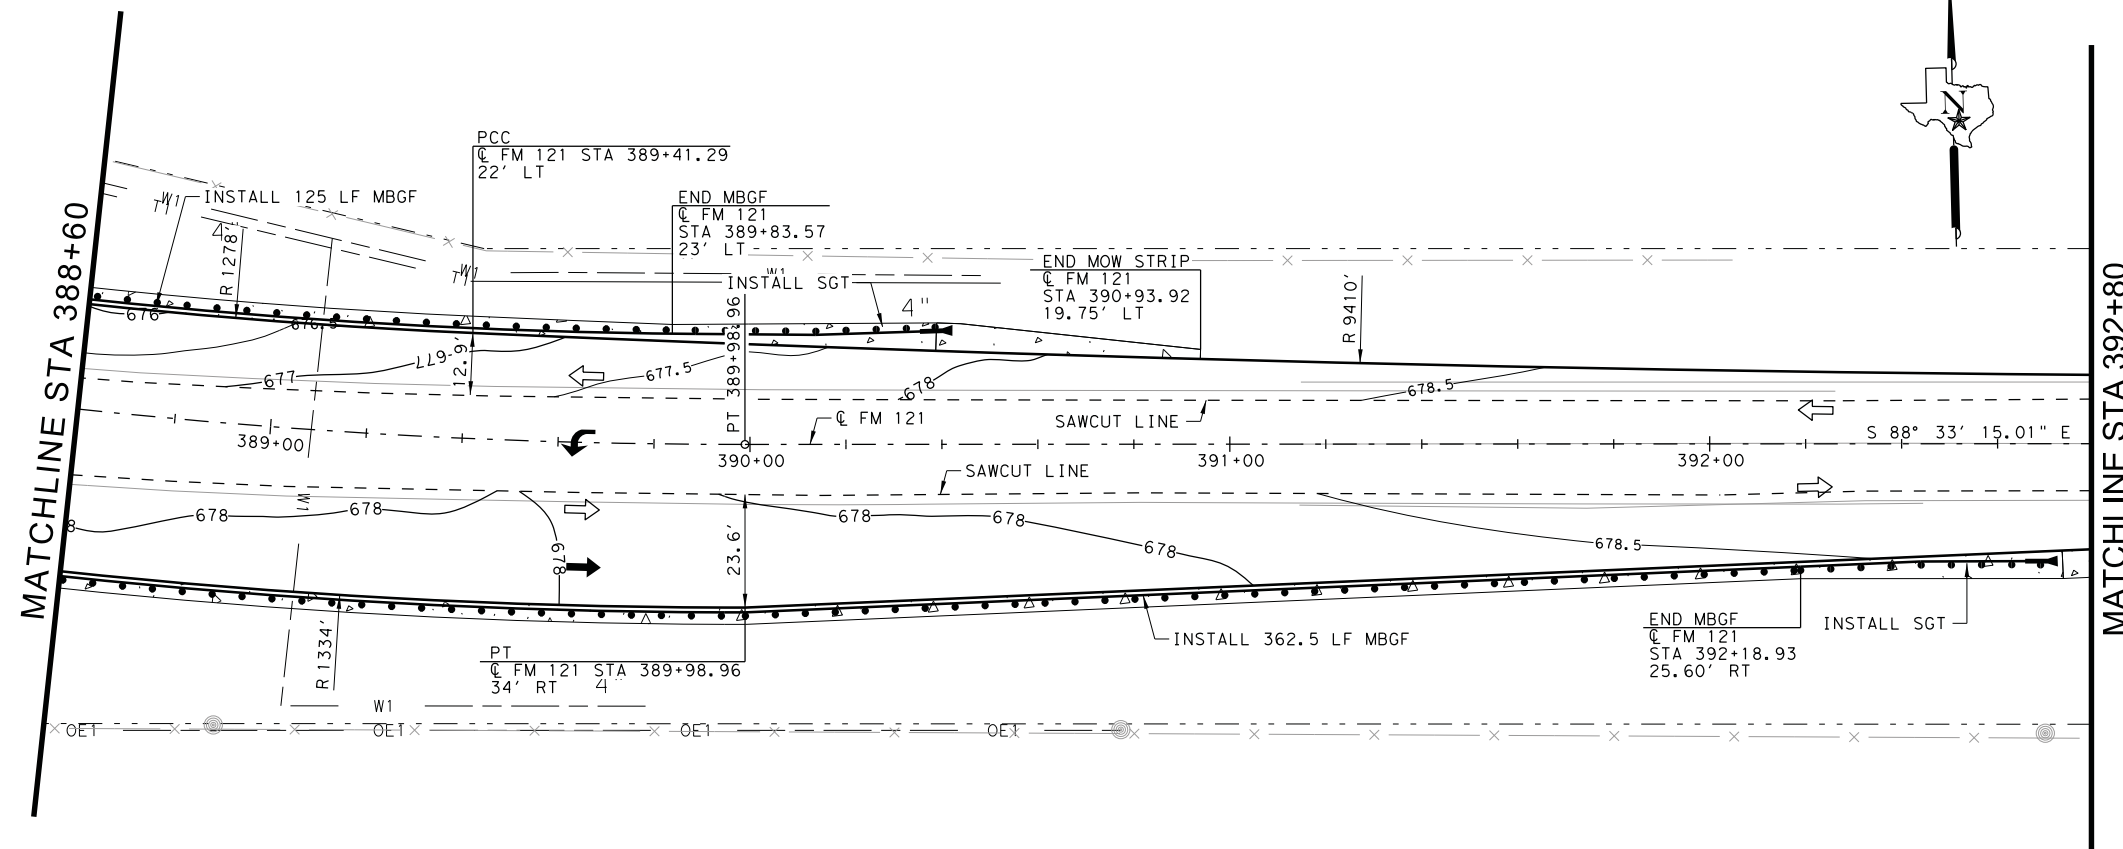 PCC
℄ FM 121 STA 389+41.29
22' LT
INSTALL 125 LF MBGF
END MBGF
℄ FM 121
STA 389+83.57
23' LT
N
W1
4"
R 1278'
W1
W1
INSTALL SGT
4"
END MOW STRIP
℄ FM 121
STA 390+93.92
19.75' LT
R 9410'
MATCHLINE STA 388+60
MATCHLINE STA 392+80
676
676.5
677
677
12.9'
677.5
PT 389+98.96
678
678.5
℄ FM 121
SAWCUT LINE
S 88° 33' 15.01" E
389+00
390+00
391+00
392+00
SAWCUT LINE
W1
8
678
678
678
23.6'
678
678
678
678.5
R 1334'
INSTALL 362.5 LF MBGF
END MBGF
℄ FM 121
STA 392+18.93
25.60' RT
INSTALL SGT
PT
℄ FM 121 STA 389+98.96
34' RT
4"
W1
OE1
OE1
OE1
OE1